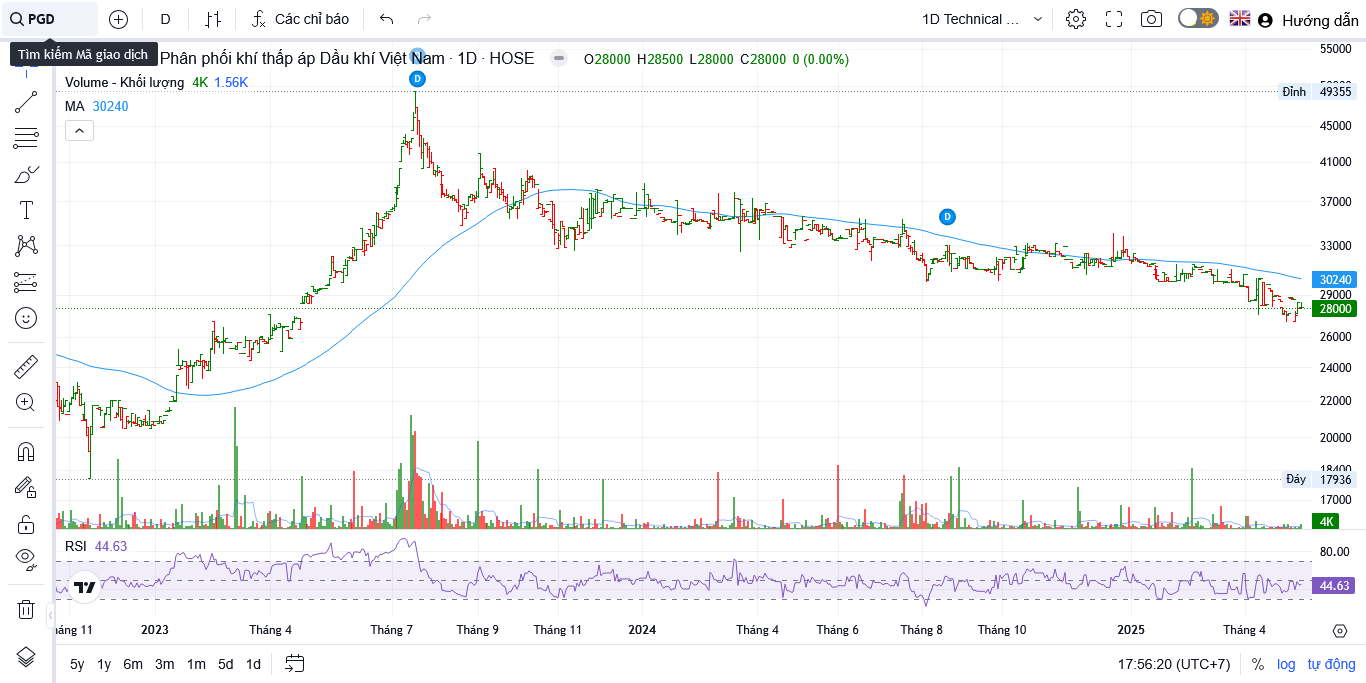 PGD
D
Các chỉ báo
1D Technical ...
Hướng dẫn
Tìm kiếm Mã giao dịch
Phân phối khí thấp áp Dầu khí Việt Nam · 1D · HOSE
O28000 H28500 L28000 C28000 0 (0.00%)
Volume - Khối lượng 4K 1.56K
MA 30240
D
D
55000
Đỉnh 49355
45000
41000
37000
33000
30240
29000
28000
26000
24000
22000
20000
18400
Đáy 17936
17000
4K
RSI 44.63
80.00
44.63
2023
Tháng 4
Tháng 7
Tháng 9
Tháng 11
2024
Tháng 4
Tháng 6
Tháng 8
Tháng 10
2025
Tháng 4
5y 1y 6m 3m 1m 5d 1d
17:56:20 (UTC+7) % log tự động